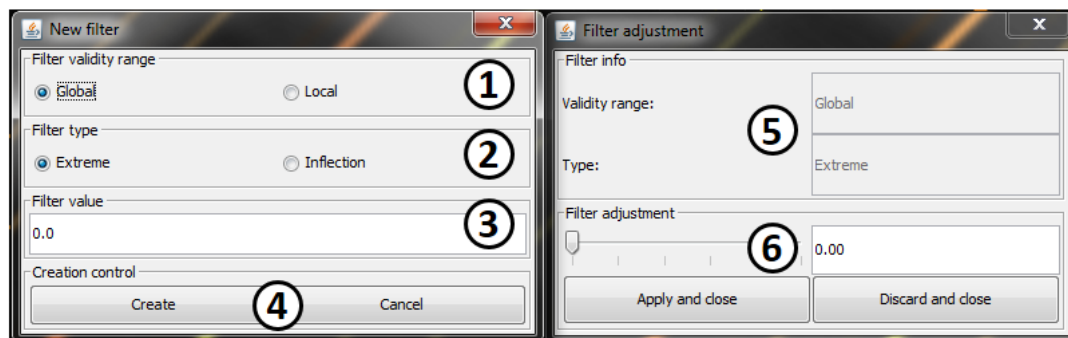 New filter
X
Filter validity range
Global Local
1
Filter type
Extreme Inflection
2
Filter value
0.0
3
Creation control
Create 4 Cancel
Filter adjustment
X
Filter info
Validity range: Global
5
Type: Extreme
Filter adjustment
6 0.00
Apply and close Discard and close